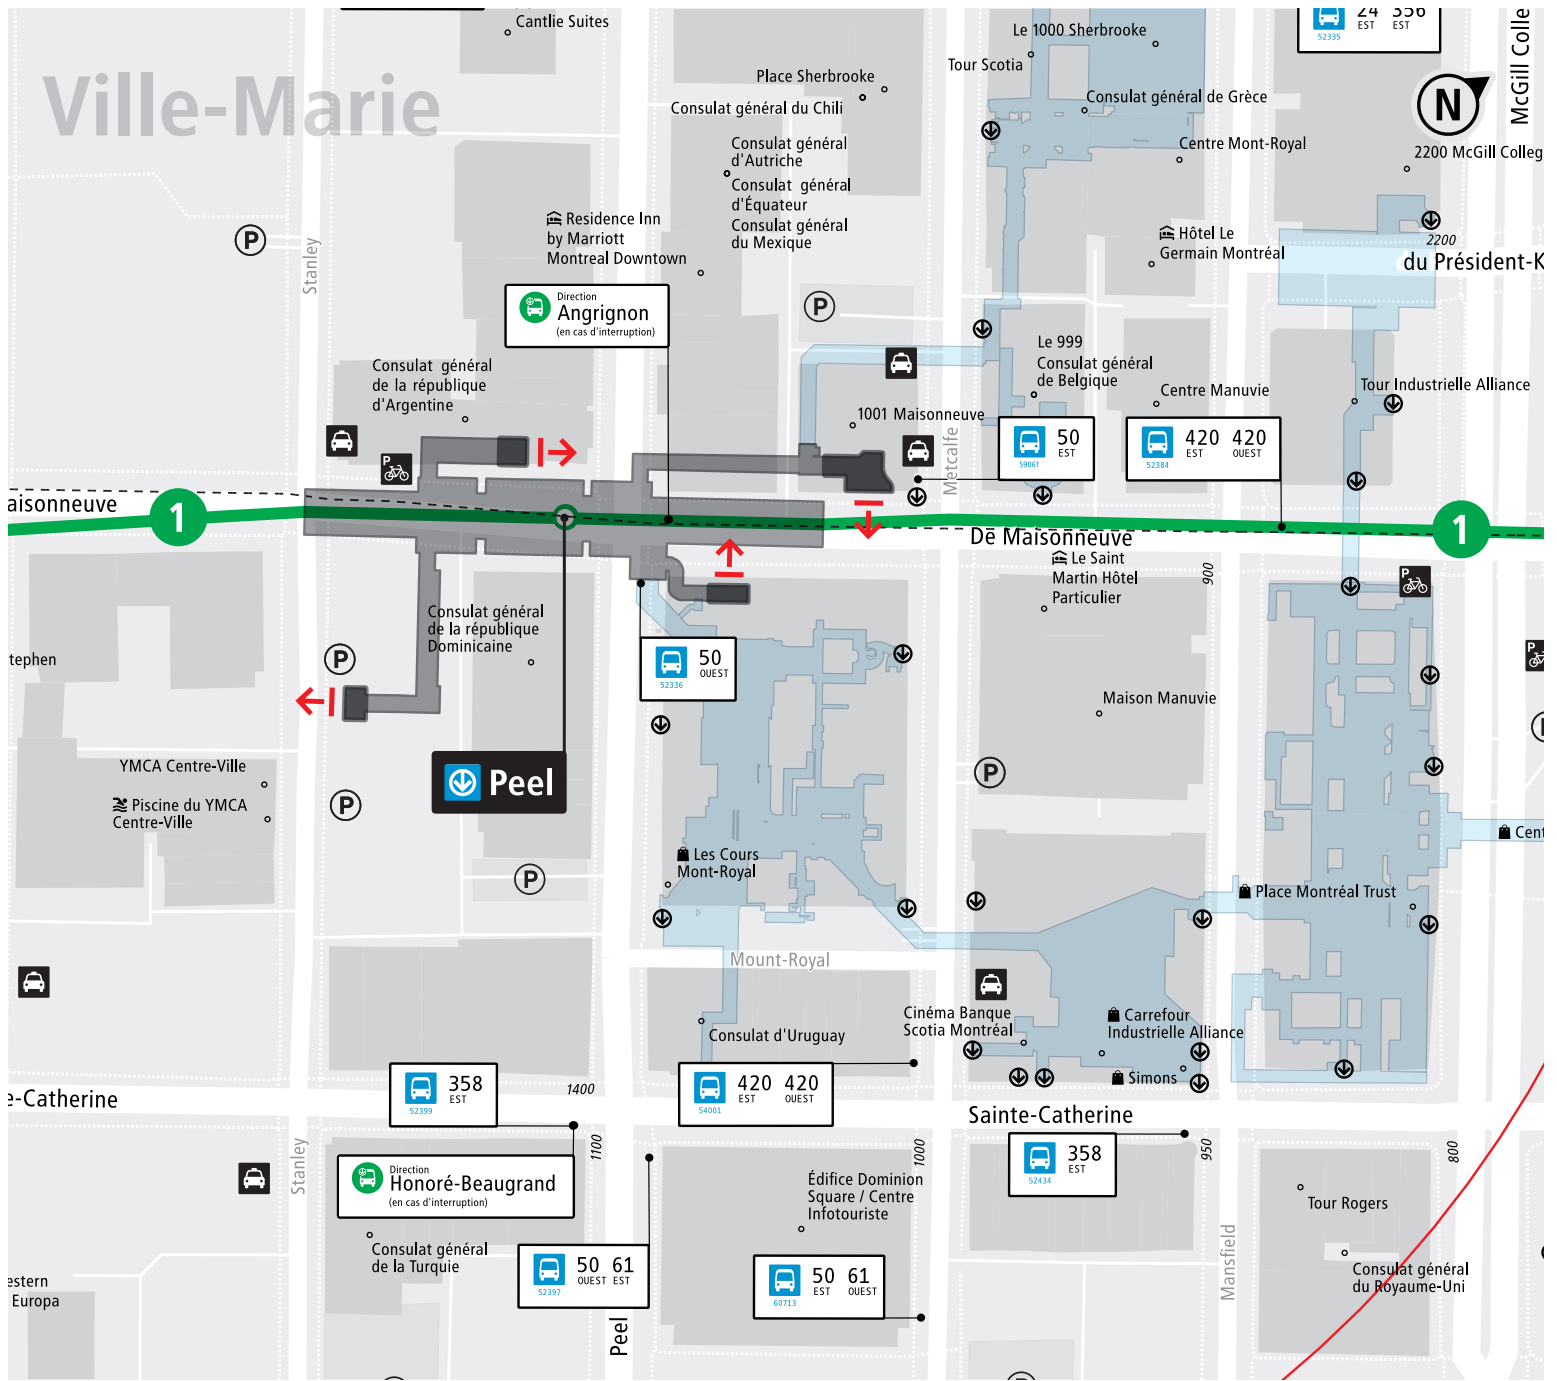 Cantlie Suites
Ville-Marie
Le 1000 Sherbrooke
Tour Scotia
24 356
EST EST
52335
McGill Colle
Place Sherbrooke
Consulat général du Chili
Consulat général de Grèce
N
2200 McGill Colleg
Centre Mont-Royal
Consulat général
d'Autriche
Consulat général
d'Équateur
Consulat général
du Mexique
Residence Inn
by Marriott
Montreal Downtown
Hôtel Le
Germain Montréal
2200
du Président-K
P
Stanley
Direction
Angrignon
(en cas d'interruption)
P
Le 999
Consulat général
de Belgique
Consulat général
de la république
d'Argentine
Centre Manuvie
Tour Industrielle Alliance
1001 Maisonneuve
50
EST
59061
420 420
EST OUEST
52384
Metcalfe
P
aisonneuve
1
1
De Maisonneuve
Le Saint
Martin Hôtel
Particulier
900
P
Consulat général
de la république
Dominicaine
50
OUEST
52336
tephen
P
P
Maison Manuvie
P
Peel
P
YMCA Centre-Ville
Piscine du YMCA
Centre-Ville
P
P
Les Cours
Mont-Royal
Cent
Place Montréal Trust
Mount-Royal
Cinéma Banque
Scotia Montréal
Carrefour
Industrielle Alliance
Consulat d'Uruguay
Simons
e-Catherine
358
EST
52399
1400
420 420
EST OUEST
54001
Sainte-Catherine
Stanley
1100
1000
358
EST
52434
950
800
Direction
Honoré-Beaugrand
(en cas d'interruption)
Édifice Dominion
Square / Centre
Infotouriste
Tour Rogers
Consulat général
de la Turquie
50 61
OUEST EST
52397
50 61
EST OUEST
60713
Mansfield
Consulat général
du Royaume-Uni
estern
Europa
Peel